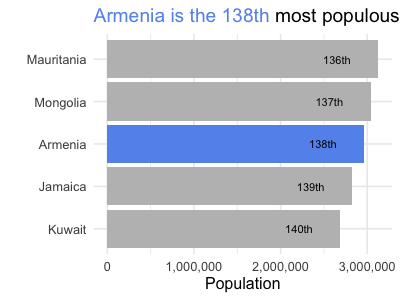 Armenia is the 138th most populous
Mauritania 136th
Mongolia 137th
Armenia 138th
Jamaica 139th
Kuwait 140th
0 1,000,000 2,000,000 3,000,000
Population